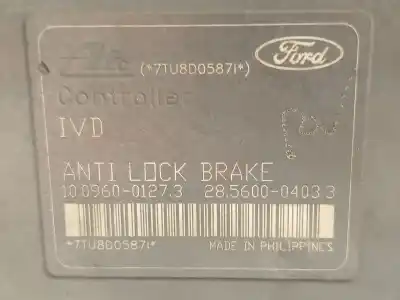 Ate (*7TU8D0587I*) Ford
Controller
IVD
ANTI LOCK BRAKE
10.0960-0127.3 28.5600-0403.3
*7TU8D0587I* MADE IN PHILIPPINES